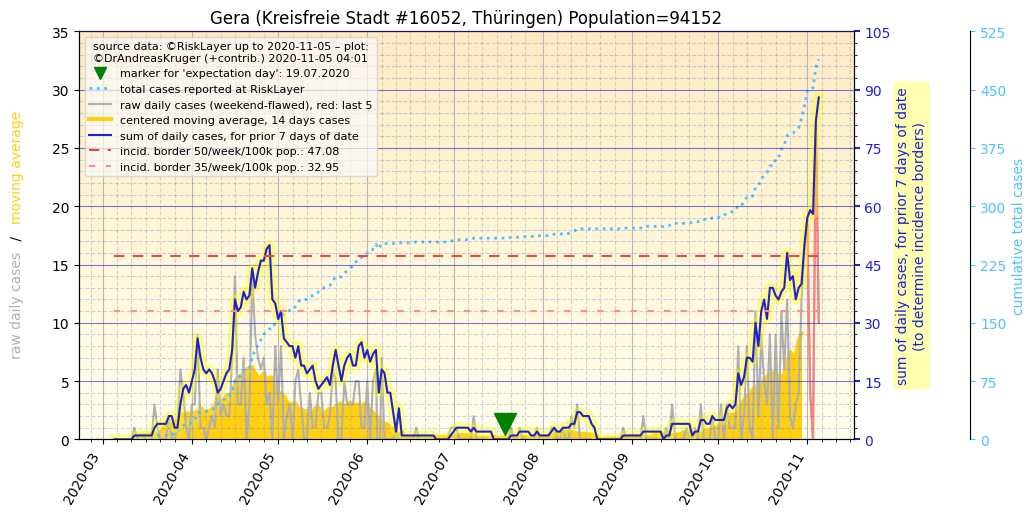 Gera (Kreisfreie Stadt #16052, Thüringen) Population=94152
source data: ©RiskLayer up to 2020-11-05 – plot:
©DrAndreasKruger (+contrib.) 2020-11-05 04:01
marker for 'expectation day': 19.07.2020
total cases reported at RiskLayer
raw daily cases (weekend-flawed), red: last 5
centered moving average, 14 days cases
sum of daily cases, for prior 7 days of date
incid. border 50/week/100k pop.: 47.08
incid. border 35/week/100k pop.: 32.95
raw daily cases / moving average
35
30
25
20
15
10
5
0
2020-03
2020-04
2020-05
2020-06
2020-07
2020-08
2020-09
2020-10
2020-11
105
90
75
60
45
30
15
0
sum of daily cases, for prior 7 days of date
(to determine incidence borders)
525
450
375
300
225
150
75
0
cumulative total cases